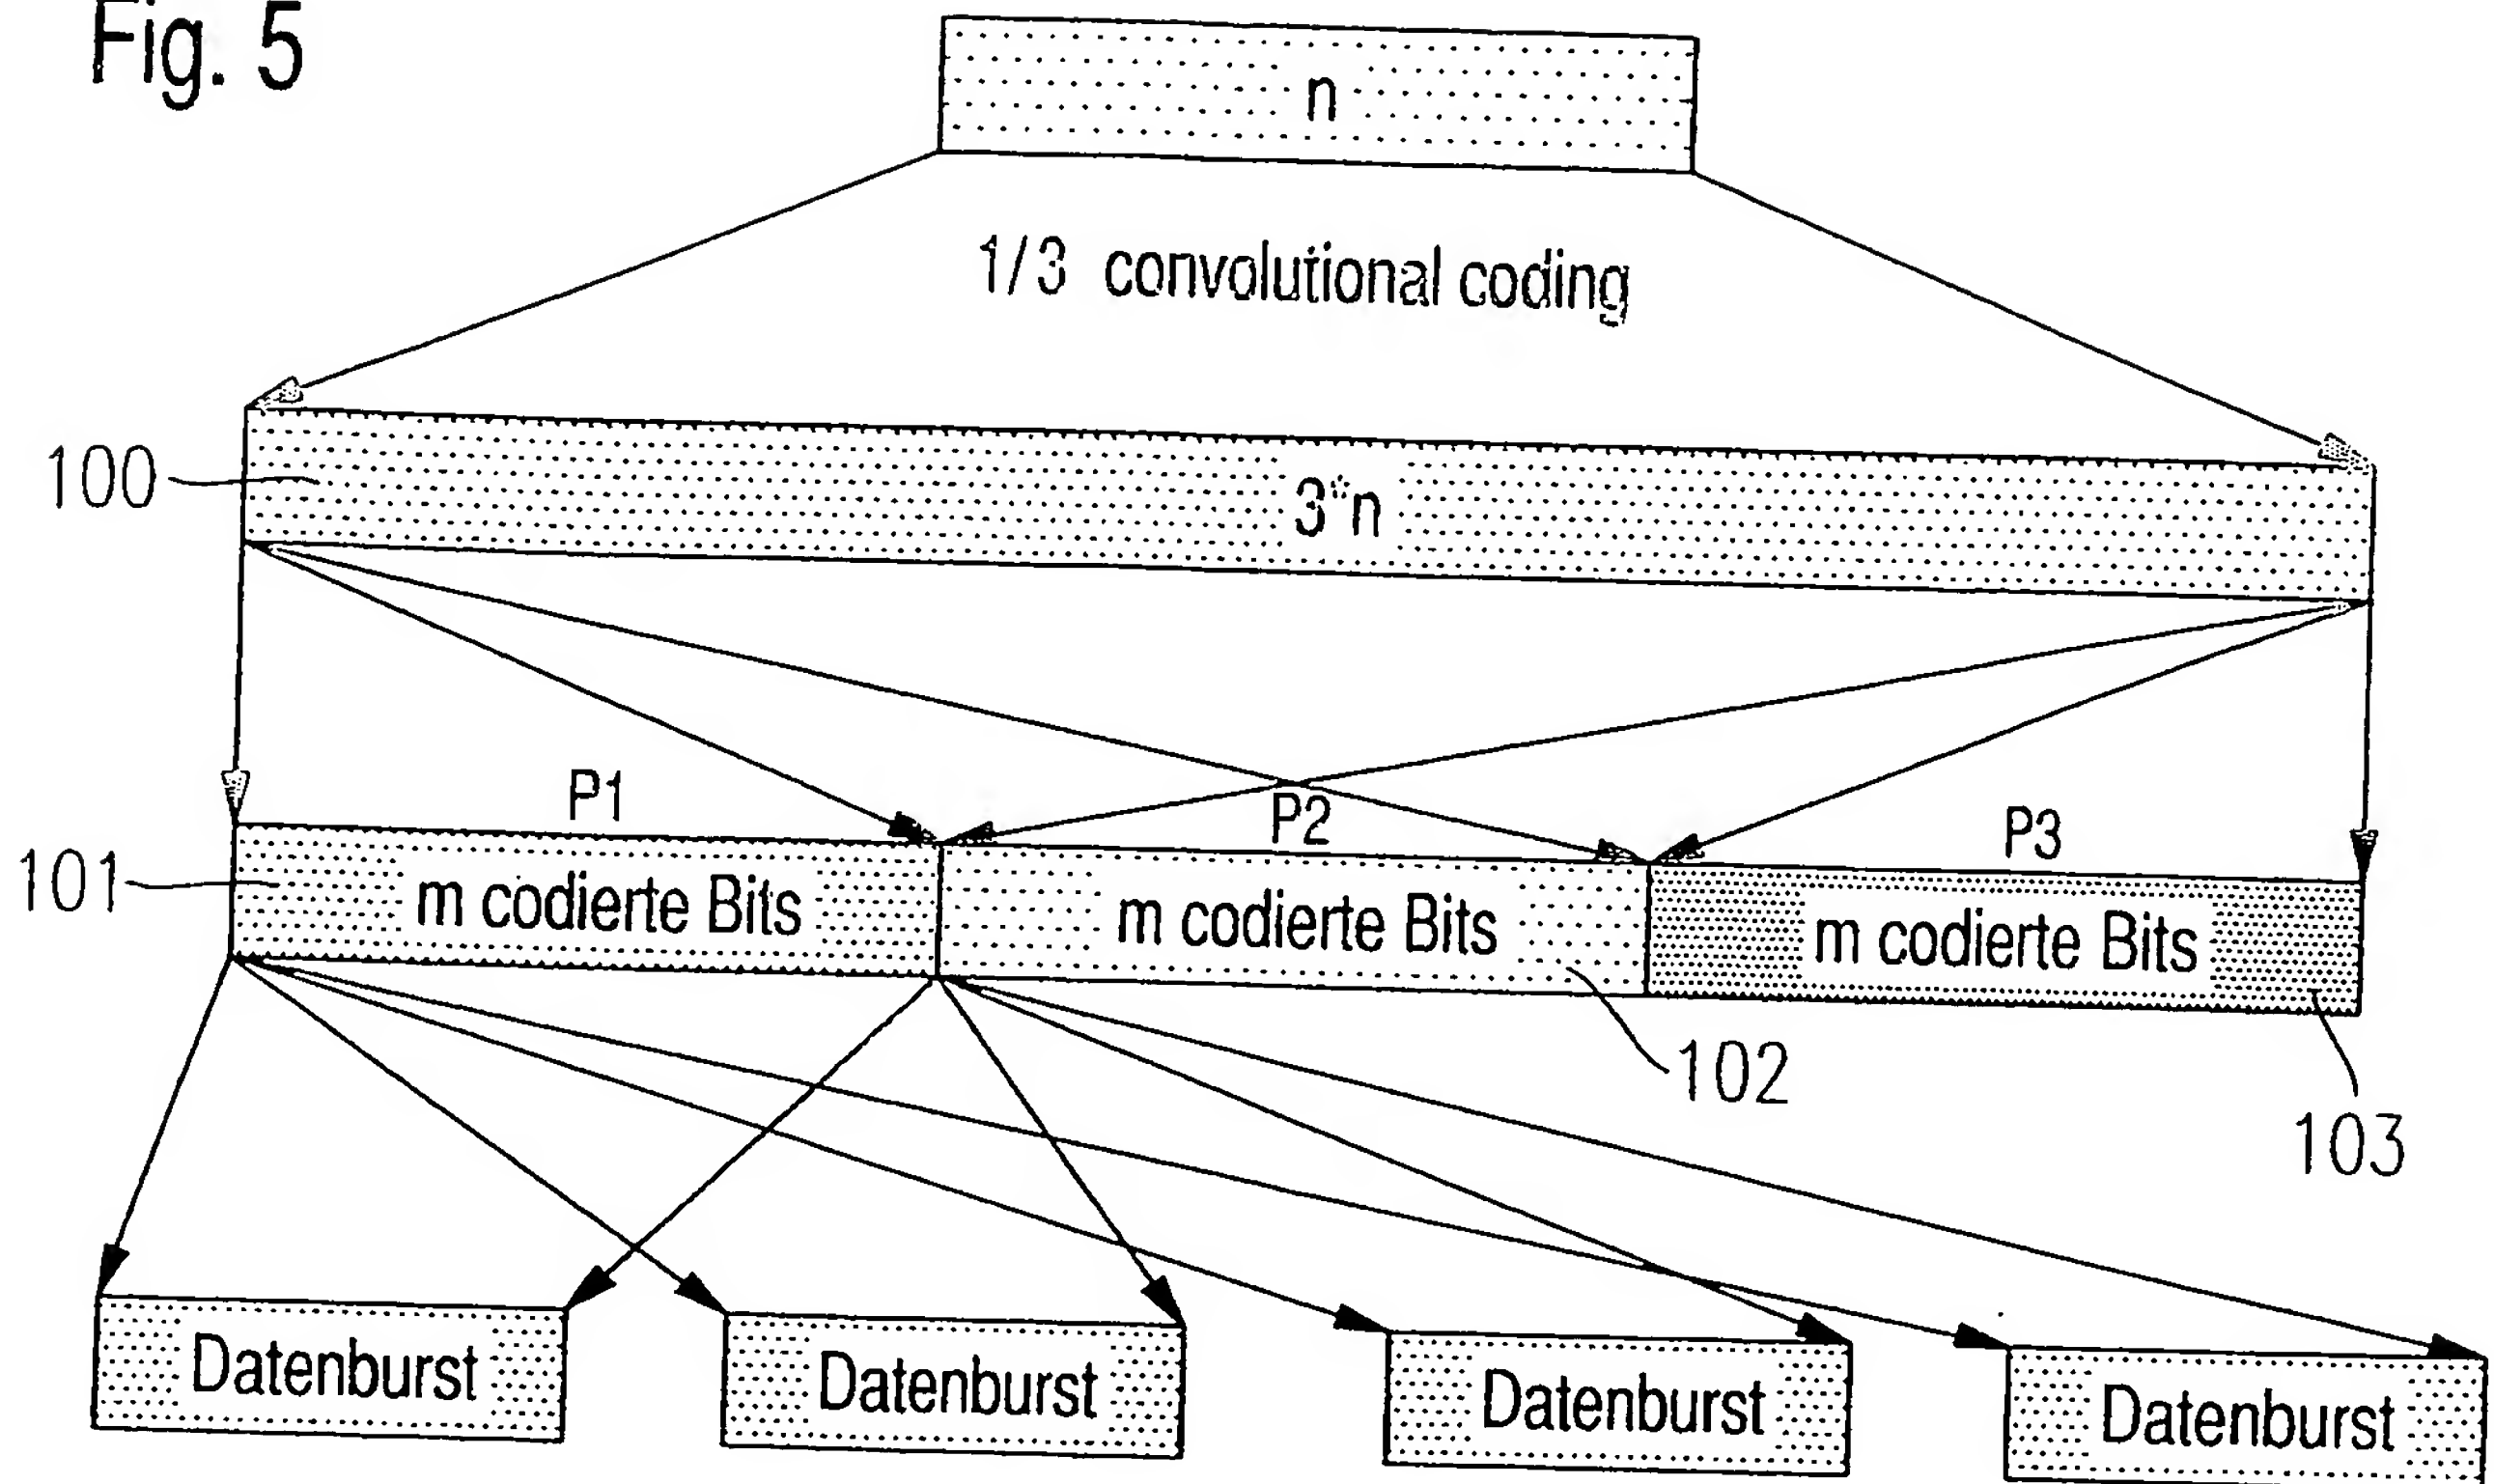 Fig. 5
n
1/3 convolutional coding
100
3*n
P1
P2
P3
101
m codierte Bits
m codierte Bits
m codierte Bits
102
103
Datenburst
Datenburst
Datenburst
Datenburst